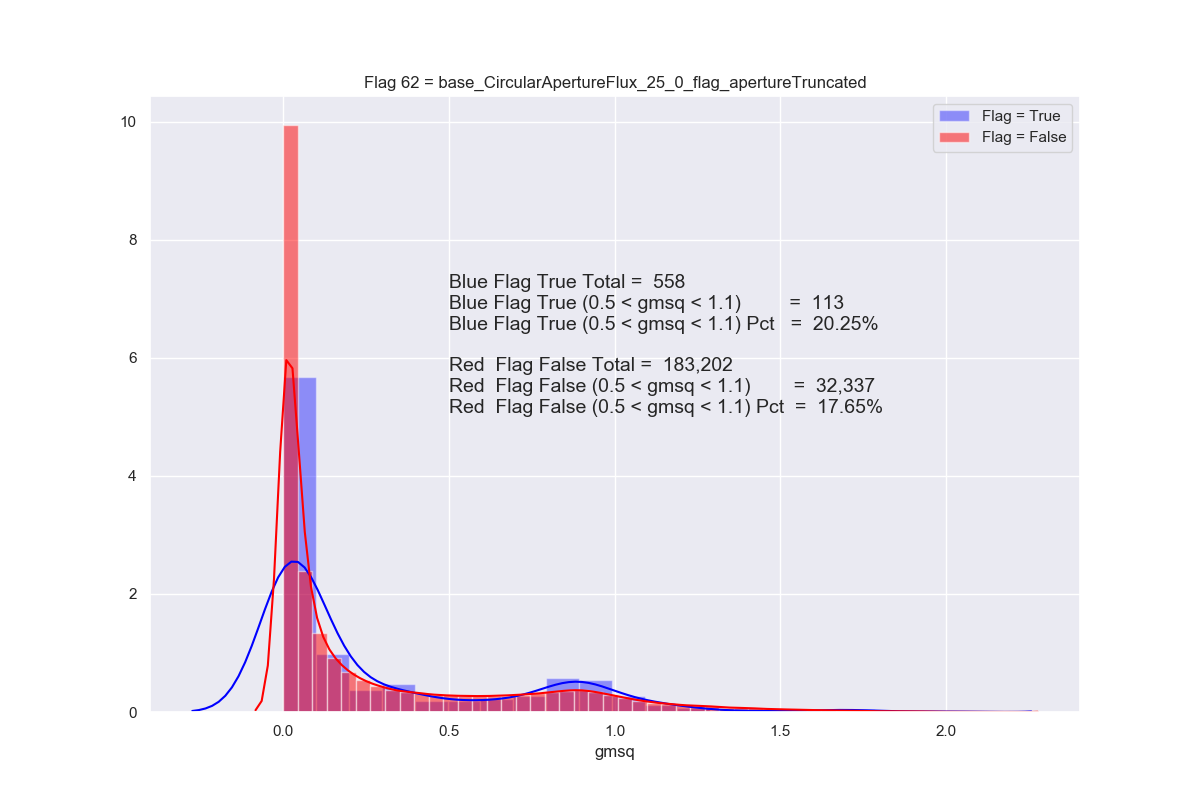 Flag 62 = base_CircularApertureFlux_25_0_flag_apertureTruncated
Flag = True
Flag = False
10
8
6
4
2
0
Blue Flag True Total =  558
Blue Flag True (0.5 < gmsq < 1.1)         =  113
Blue Flag True (0.5 < gmsq < 1.1) Pct   =  20.25%
Red  Flag False Total =  183,202
Red  Flag False (0.5 < gmsq < 1.1)        =  32,337
Red  Flag False (0.5 < gmsq < 1.1) Pct  =  17.65%
0.0 0.5 1.0 1.5 2.0
gmsq